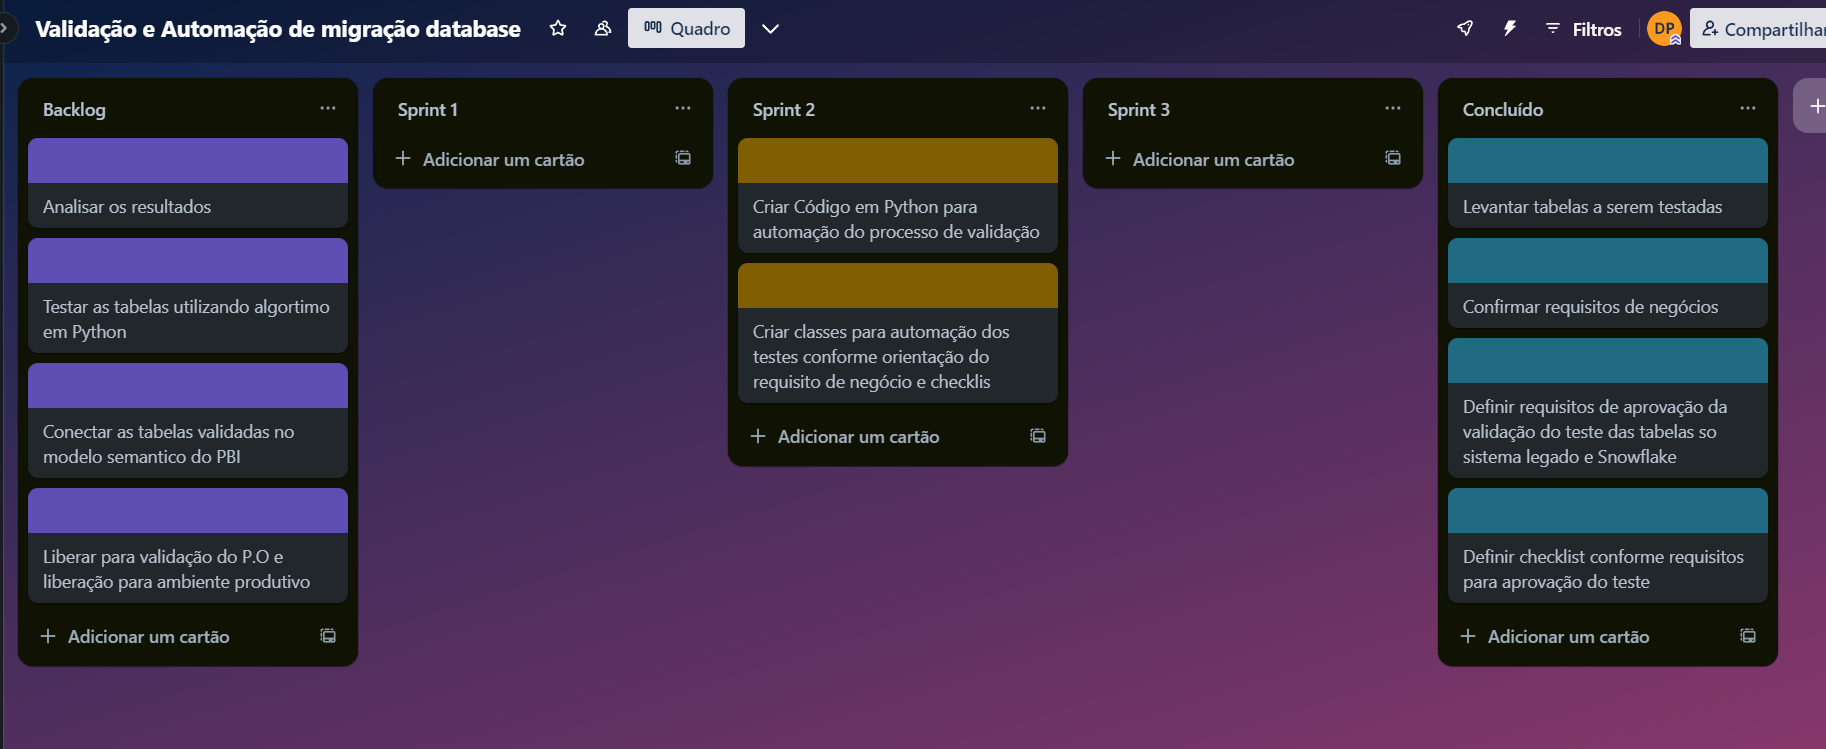 Validação e Automação de migração database
Quadro
Filtros
DP
Compartilhar
Backlog
Analisar os resultados
Testar as tabelas utilizando algortimo
em Python
Conectar as tabelas validadas no
modelo semantico do PBI
Liberar para validação do P.O e
liberação para ambiente produtivo
Adicionar um cartão
Sprint 1
Adicionar um cartão
Sprint 2
Criar Código em Python para
automação do processo de validação
Criar classes para automação dos
testes conforme orientação do
requisito de negócio e checklis
Adicionar um cartão
Sprint 3
Adicionar um cartão
Concluído
Levantar tabelas a serem testadas
Confirmar requisitos de negócios
Definir requisitos de aprovação da
validação do teste das tabelas so
sistema legado e Snowflake
Definir checklist conforme requisitos
para aprovação do teste
Adicionar um cartão